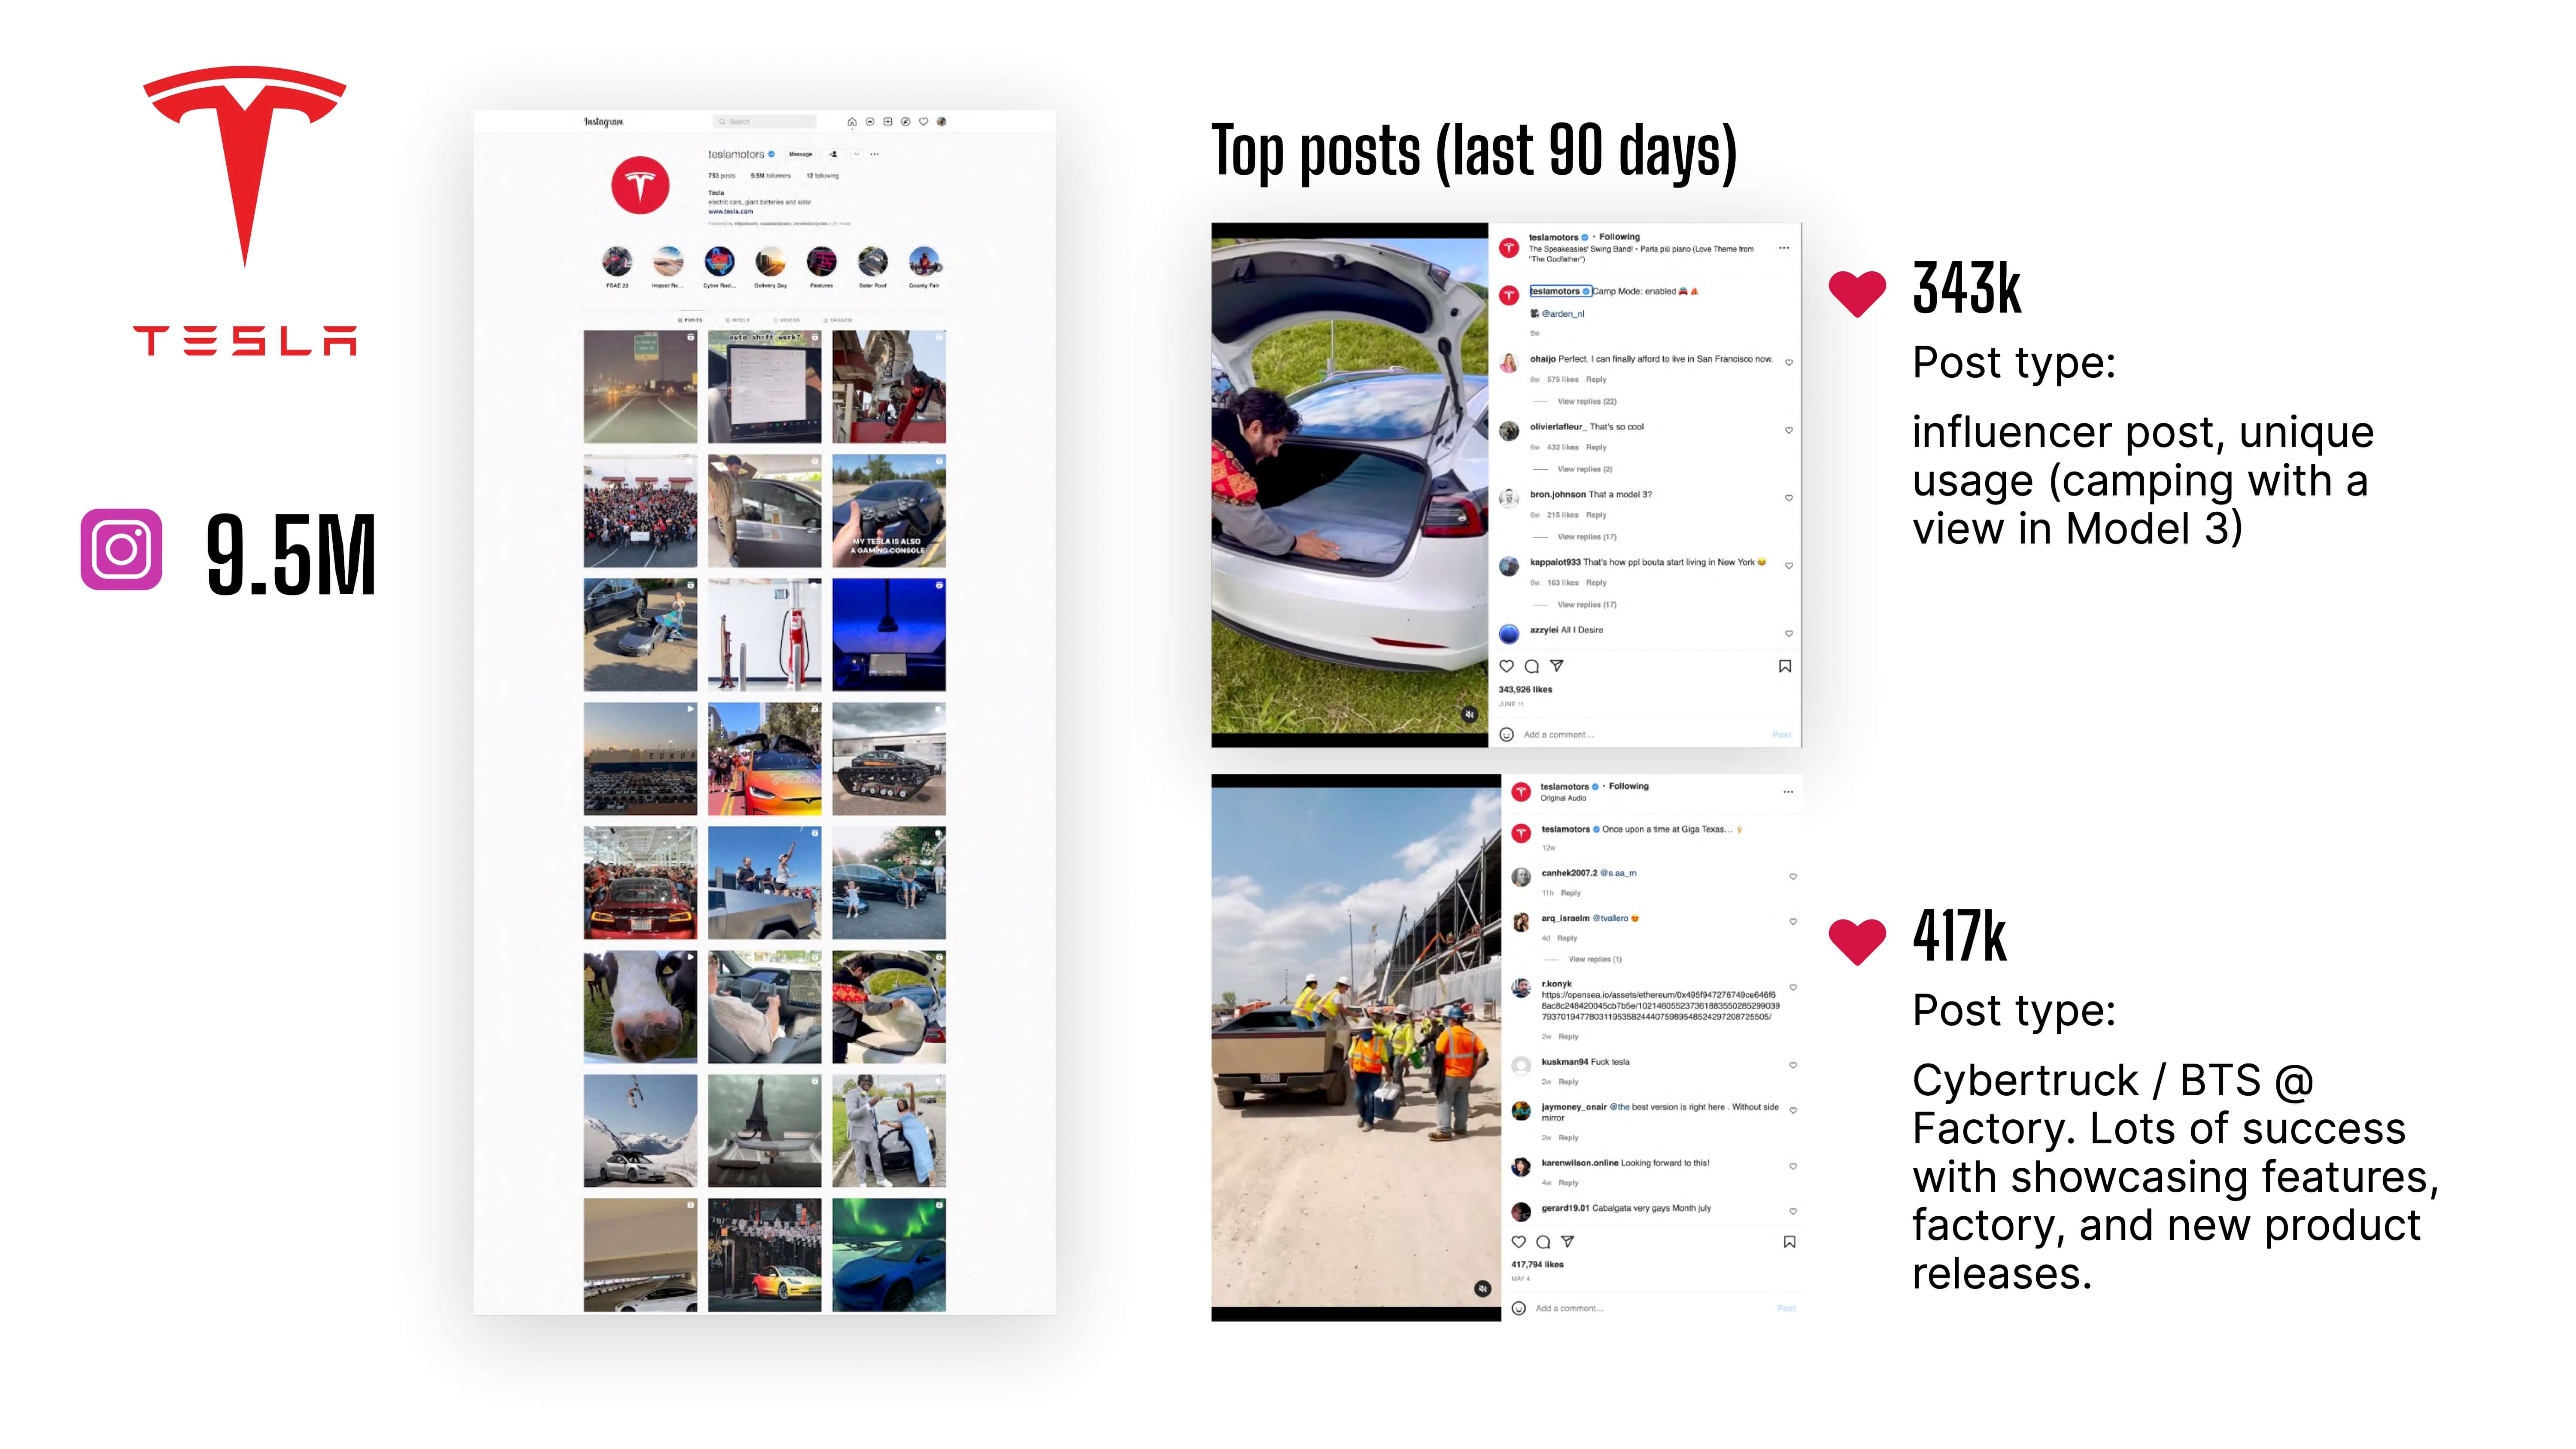 TESLA
9.5M
Instagram
Search
teslamotors
Message
753 posts 9.5M followers 12 following
Tesla
electric cars, giant batteries and solar
www.tesla.com
FSAE 22
Impact Re...
Cyber Rod...
Delivery Day
Features
Solar Roof
County Fair
POSTS
REELS
VIDEOS
TAGGED
auto shift work?
MY TESLA IS ALSO
A GAMING CONSOLE
Top posts (last 90 days)
teslamotors • Following
The Speakeasies' Swing Band! • Parla più piano (Love Theme from
"The Godfather")
teslamotors Camp Mode: enabled
@arden_nl
6w
ohaijo Perfect. I can finally afford to live in San Francisco now.
6w 575 likes Reply
View replies (22)
olivierlafleur_ That's so cool
6w 432 likes Reply
View replies (2)
bron.johnson That a model 3?
6w 215 likes Reply
View replies (17)
kappalot933 That's how ppl bouta start living in New York 😂
6w 163 likes Reply
View replies (17)
azzylei All I Desire
343,926 likes
JUNE 11
Add a comment...
Post
343k
Post type:
influencer post, unique
usage (camping with a
view in Model 3)
teslamotors • Following
Original Audio
teslamotors Once upon a time at Giga Texas...
12w
canhek2007.2 @s.aa_m
11h Reply
arq_israelm @tvallero 😍
4d Reply
View replies (1)
r.konyk
2w Reply
kuskman94 Fuck tesla
2w Reply
jaymoney_onair @the best version is right here . Without side
mirror
2w Reply
karenwilson.online Looking forward to this!
4w Reply
gerard19.01 Cabalgata very gays Month july
417,794 likes
MAY 4
Add a comment...
Post
417k
Post type:
Cybertruck / BTS @
Factory. Lots of success
with showcasing features,
factory, and new product
releases.